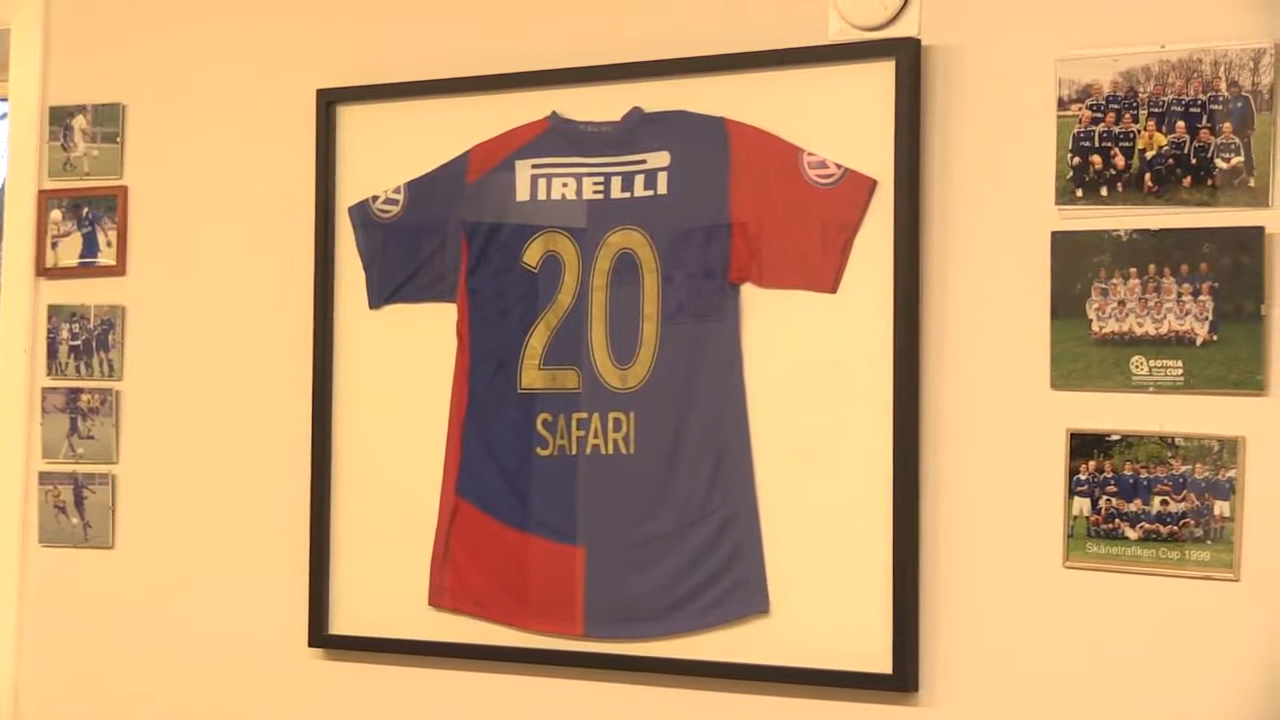 PIRELLI
20
SAFARI
GOTHIA
CUP
Skånetrafiken Cup 1999